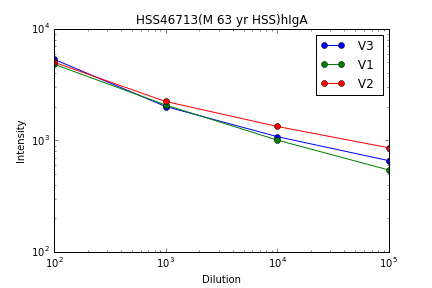 HSS46713(M 63 yr HSS)hIgA
10^4
10^3
10^2
Intensity
V3
V1
V2
10^2 10^3 10^4 10^5
Dilution